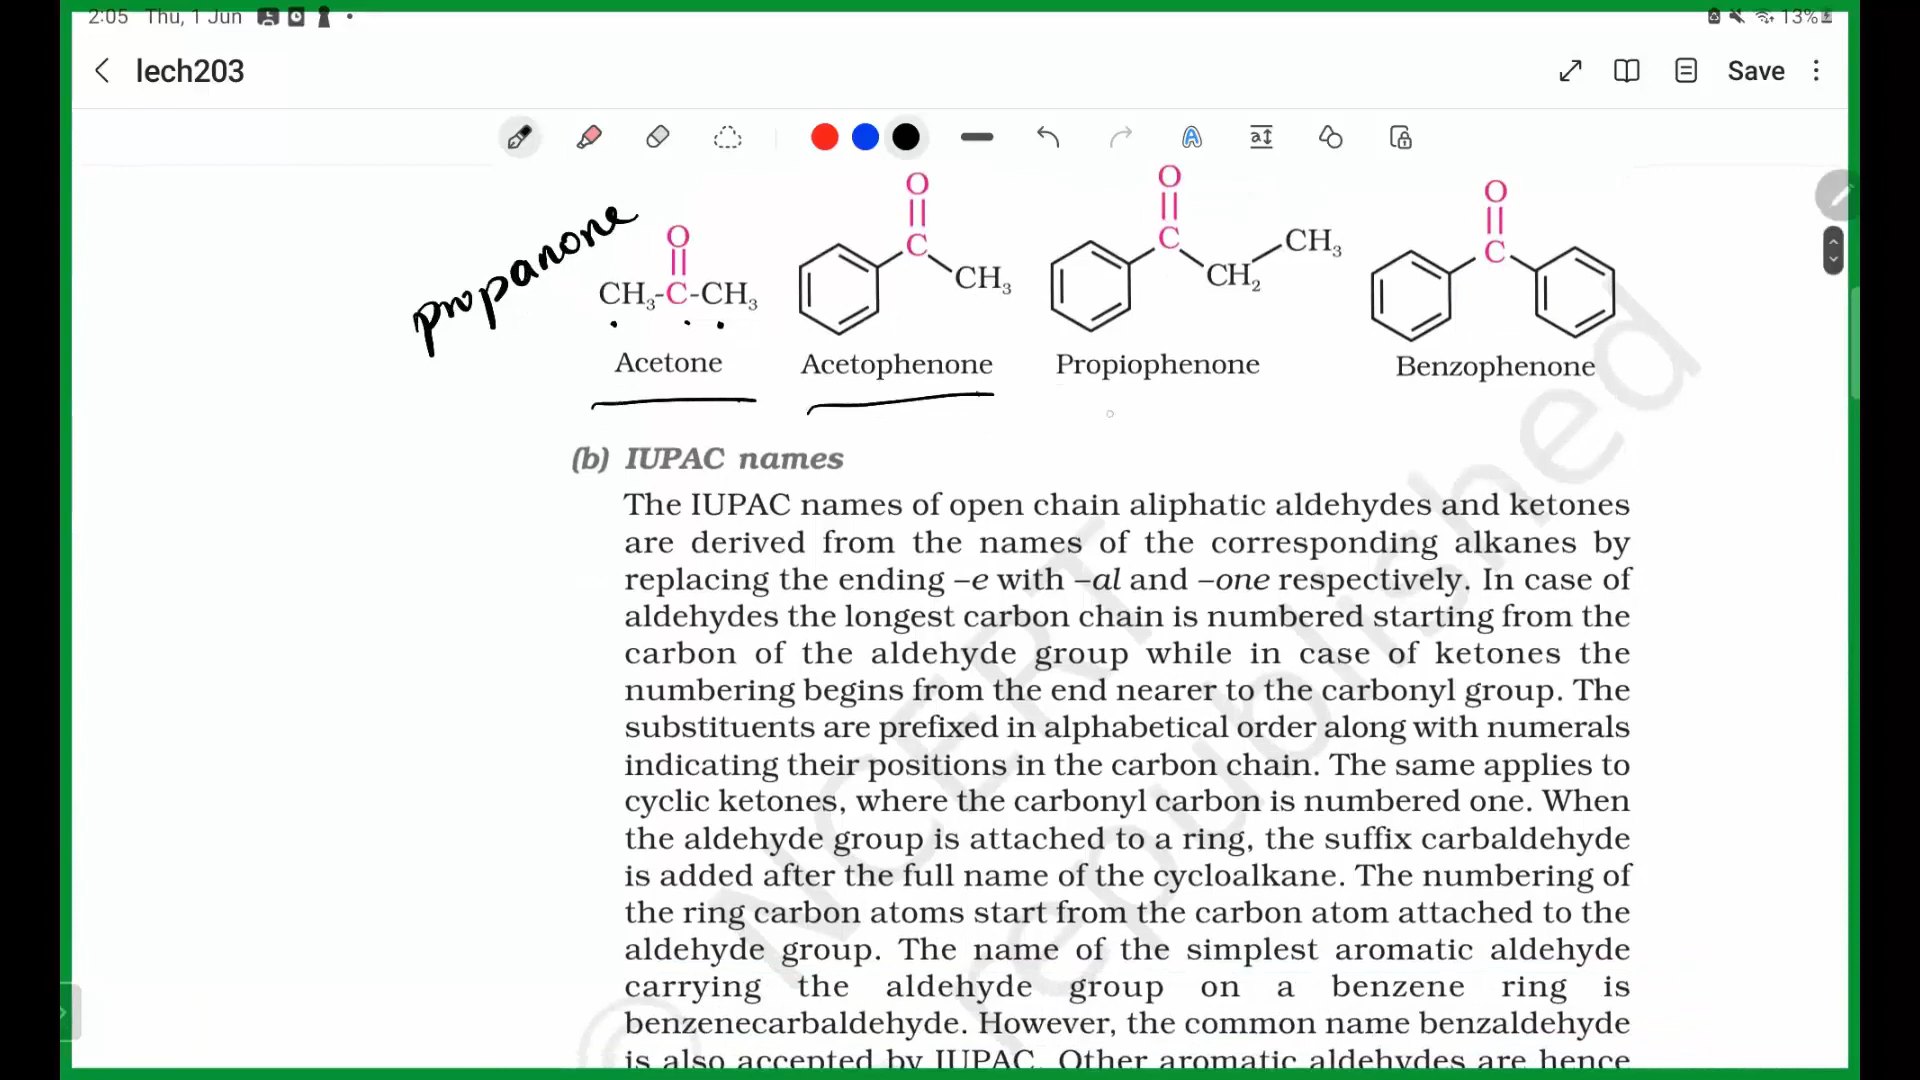 2:05 Thu, 1 Jun
13%
lech203
Save
propanone
O
CH3-C-CH3
Acetone
O
C
CH3
Acetophenone
O
C
CH2
CH3
Propiophenone
O
C
Benzophenone
(b) IUPAC names
The IUPAC names of open chain aliphatic aldehydes and ketones
are derived from the names of the corresponding alkanes by
replacing the ending –e with –al and –one respectively. In case of
aldehydes the longest carbon chain is numbered starting from the
carbon of the aldehyde group while in case of ketones the
numbering begins from the end nearer to the carbonyl group. The
substituents are prefixed in alphabetical order along with numerals
indicating their positions in the carbon chain. The same applies to
cyclic ketones, where the carbonyl carbon is numbered one. When
the aldehyde group is attached to a ring, the suffix carbaldehyde
is added after the full name of the cycloalkane. The numbering of
the ring carbon atoms start from the carbon atom attached to the
aldehyde group. The name of the simplest aromatic aldehyde
carrying the aldehyde group on a benzene ring is
benzenecarbaldehyde. However, the common name benzaldehyde
is also accepted by IUPAC. Other aromatic aldehydes are hence
© NCERT
republished